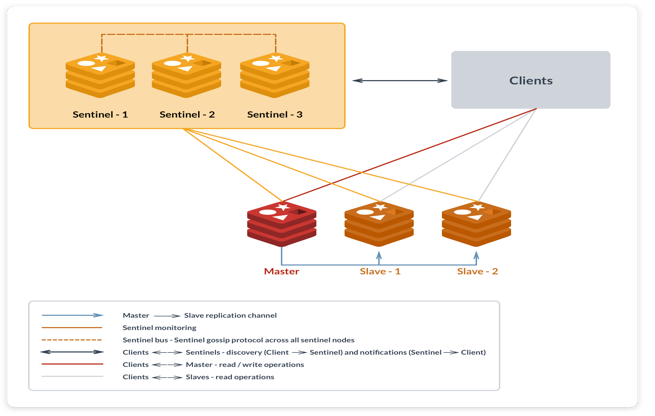 Sentinel - 1
Sentinel - 2
Sentinel - 3
Clients
Master
Slave - 1
Slave - 2
Master Slave replication channel
Sentinel monitoring
Sentinel bus - Sentinel gossip protocol across all sentinel nodes
Clients Sentinels - discovery (Client Sentinel) and notifications (Sentinel Client)
Clients Master - read / write operations
Clients Slaves - read operations